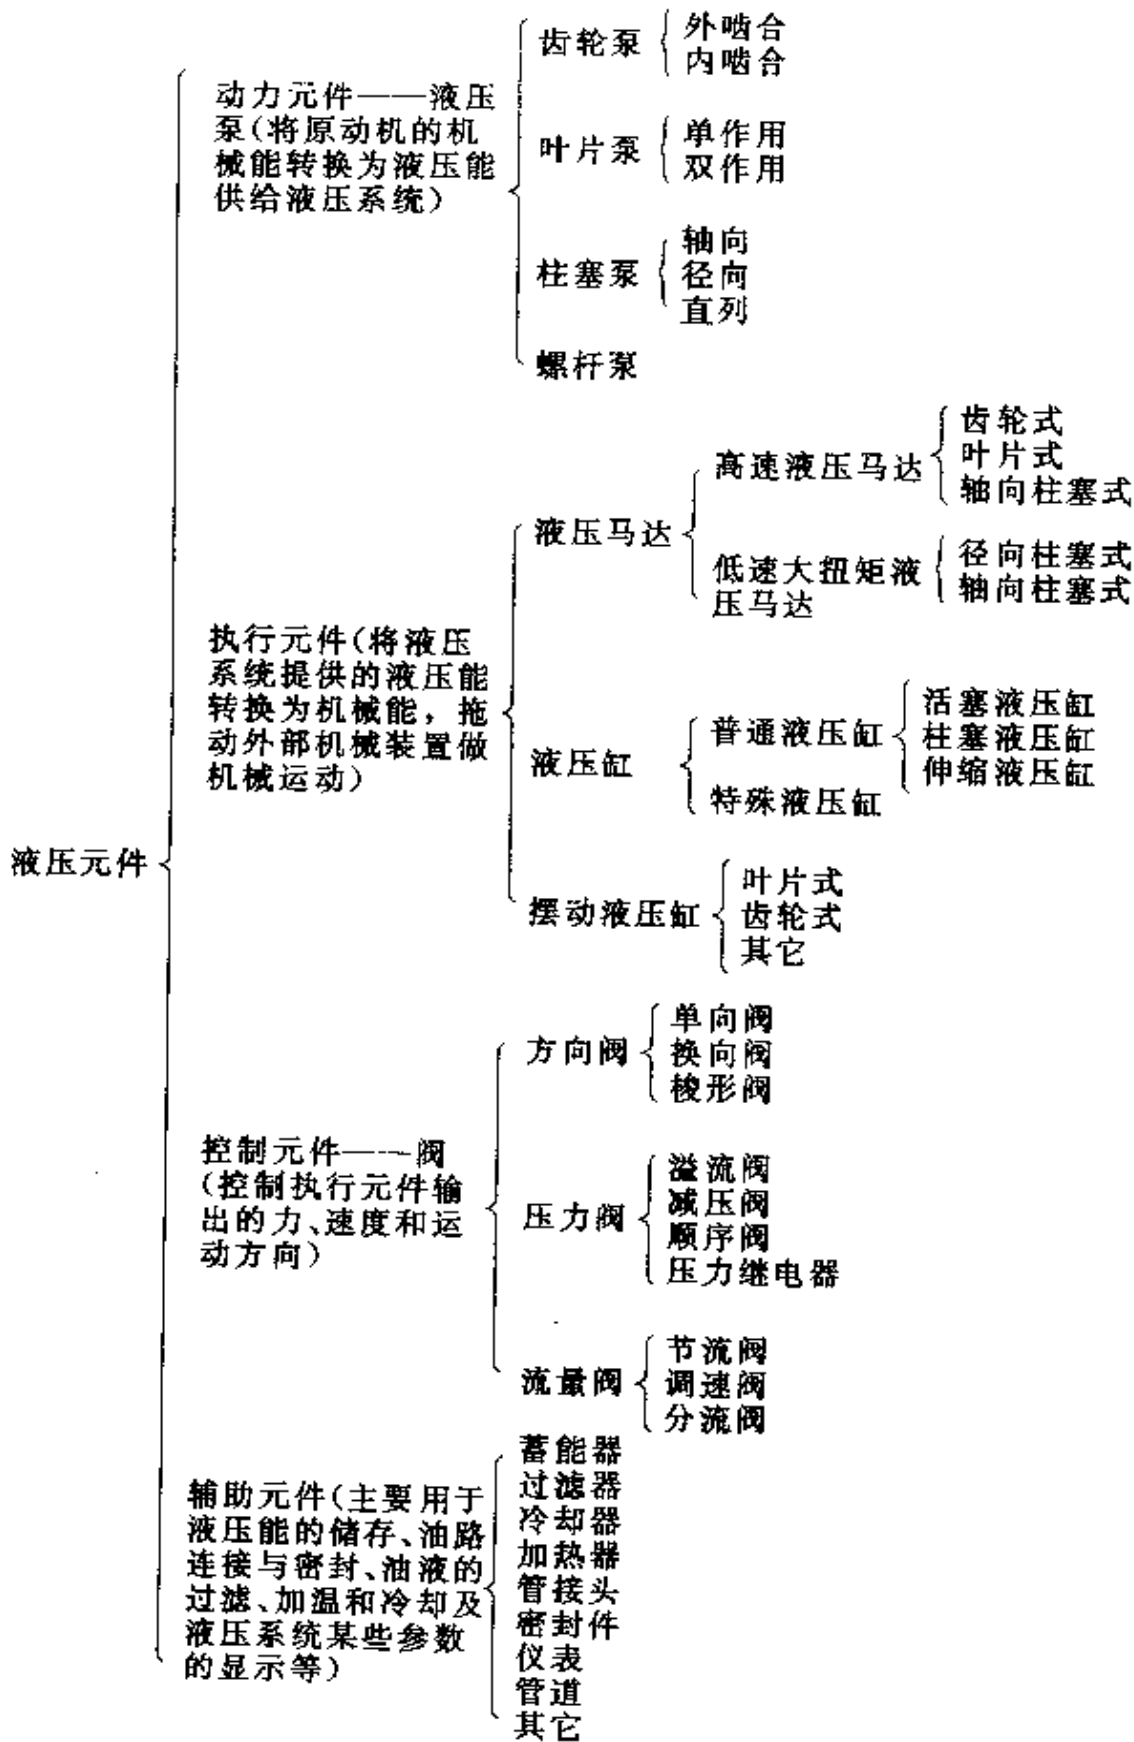 液压元件
动力元件——液压
泵(将原动机的机
械能转换为液压能
供给液压系统)
齿轮泵
外啮合
内啮合
叶片泵
单作用
双作用
柱塞泵
轴向
径向
直列
螺杆泵
执行元件(将液压
系统提供的液压能
转换为机械能，拖
动外部机械装置做
机械运动)
液压马达
高速液压马达
齿轮式
叶片式
轴向柱塞式
低速大扭矩液
压马达
径向柱塞式
轴向柱塞式
液压缸
普通液压缸
活塞液压缸
柱塞液压缸
伸缩液压缸
特殊液压缸
摆动液压缸
叶片式
齿轮式
其它
控制元件——阀
(控制执行元件输
出的力、速度和运
动方向)
方向阀
单向阀
换向阀
梭形阀
压力阀
溢流阀
减压阀
顺序阀
压力继电器
流量阀
节流阀
调速阀
分流阀
辅助元件(主要用于
液压能的储存、油路
连接与密封、油液的
过滤、加温和冷却及
液压系统某些参数
的显示等)
蓄能器
过滤器
冷却器
加热器
管接头
密封件
仪表
管道
其它